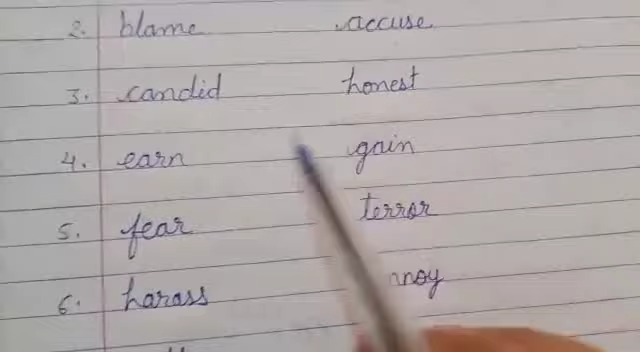 2. blame accuse
3. candid honest
4. earn gain
5. fear terror
6. harass